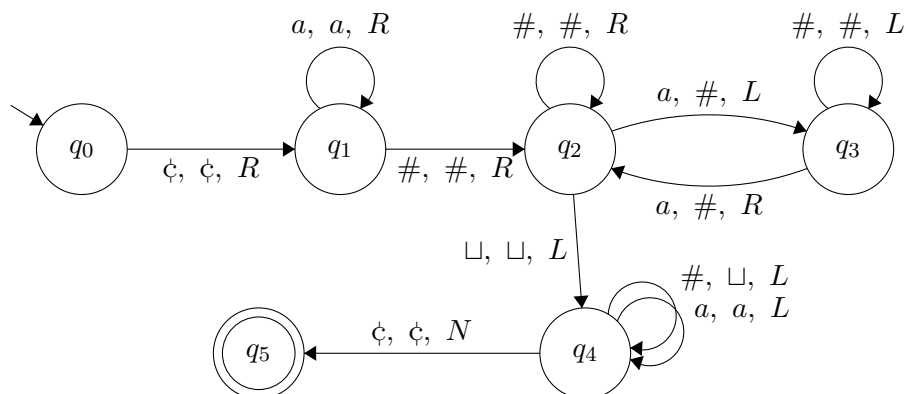 a, a, R
#, #, R
#, #, L
a, #, L
q0
q1
q2
q3
¢, ¢, R
#, #, R
a, #, R
⊔, ⊔, L
#, ⊔, L
a, a, L
¢, ¢, N
q5
q4